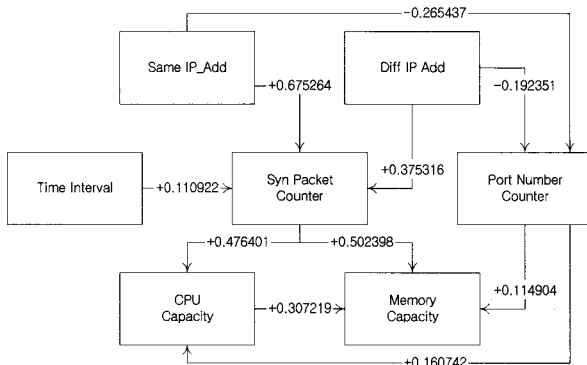 −0.265437
Same IP_Add
Diff IP Add
+0.675264
−0.192351
+0.375316
Time Interval
+0.110922
Syn Packet
Counter
Port Number
Counter
+0.476401
+0.502398
CPU
Capacity
+0.307219
Memory
Capacity
+0.114904
+0.160742